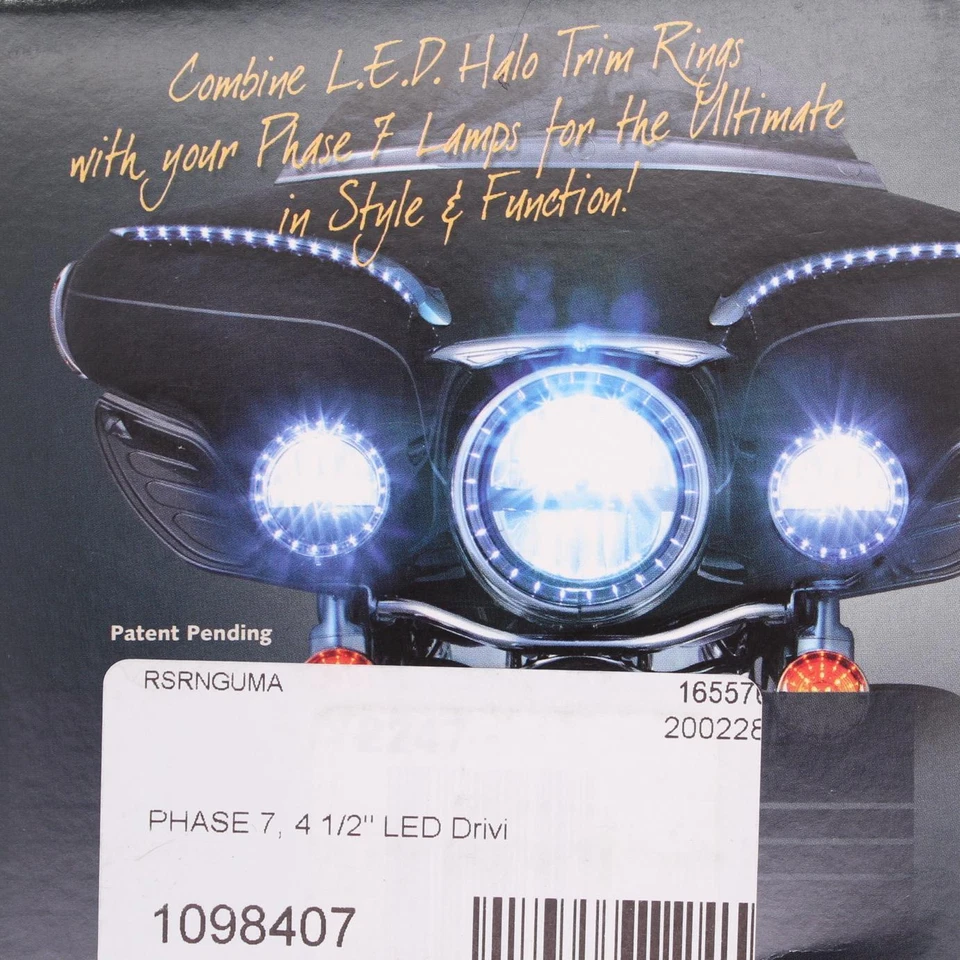 Combine L.E.D. Halo Trim Rings
with your Phase 7 Lamps for the Ultimate
in Style & Function!
Patent Pending
RSRNGUMA
16557
200228
PHASE 7, 4 1/2" LED Drivi
1098407